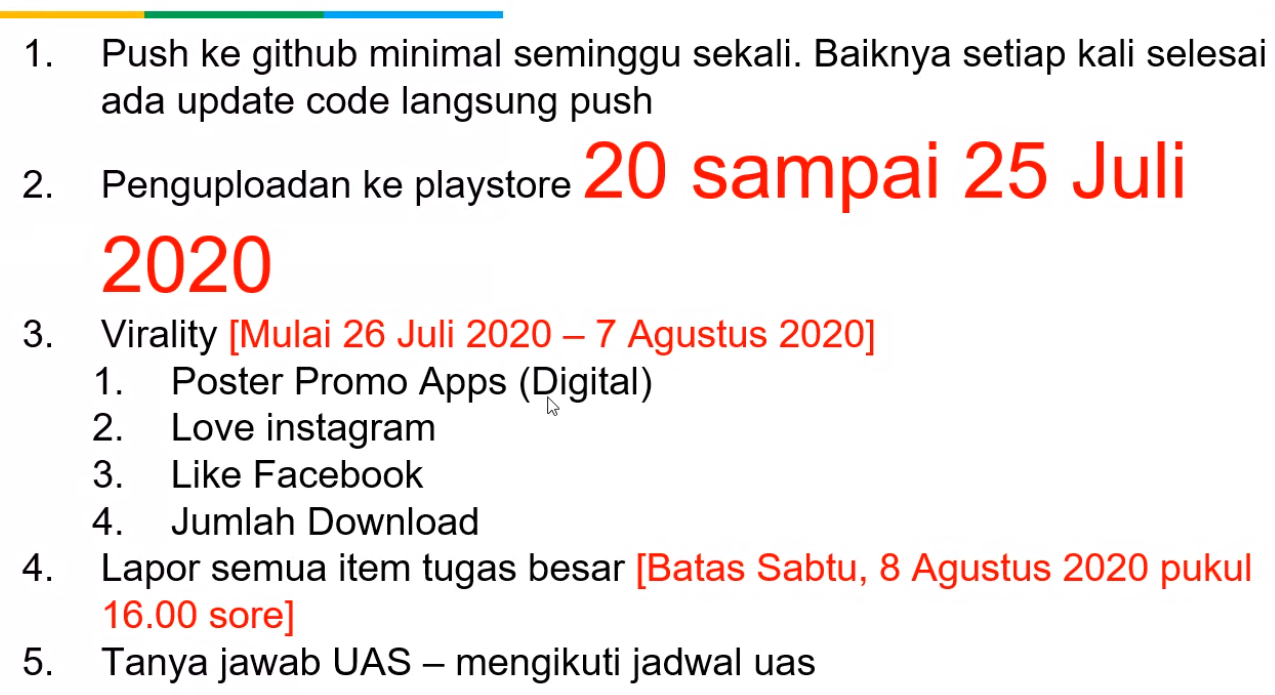 1. Push ke github minimal seminggu sekali. Baiknya setiap kali selesai
ada update code langsung push
2. Penguploadan ke playstore 20 sampai 25 Juli
2020
3. Virality [Mulai 26 Juli 2020 – 7 Agustus 2020]
1. Poster Promo Apps (Digital)
2. Love instagram
3. Like Facebook
4. Jumlah Download
4. Lapor semua item tugas besar [Batas Sabtu, 8 Agustus 2020 pukul
16.00 sore]
5. Tanya jawab UAS – mengikuti jadwal uas